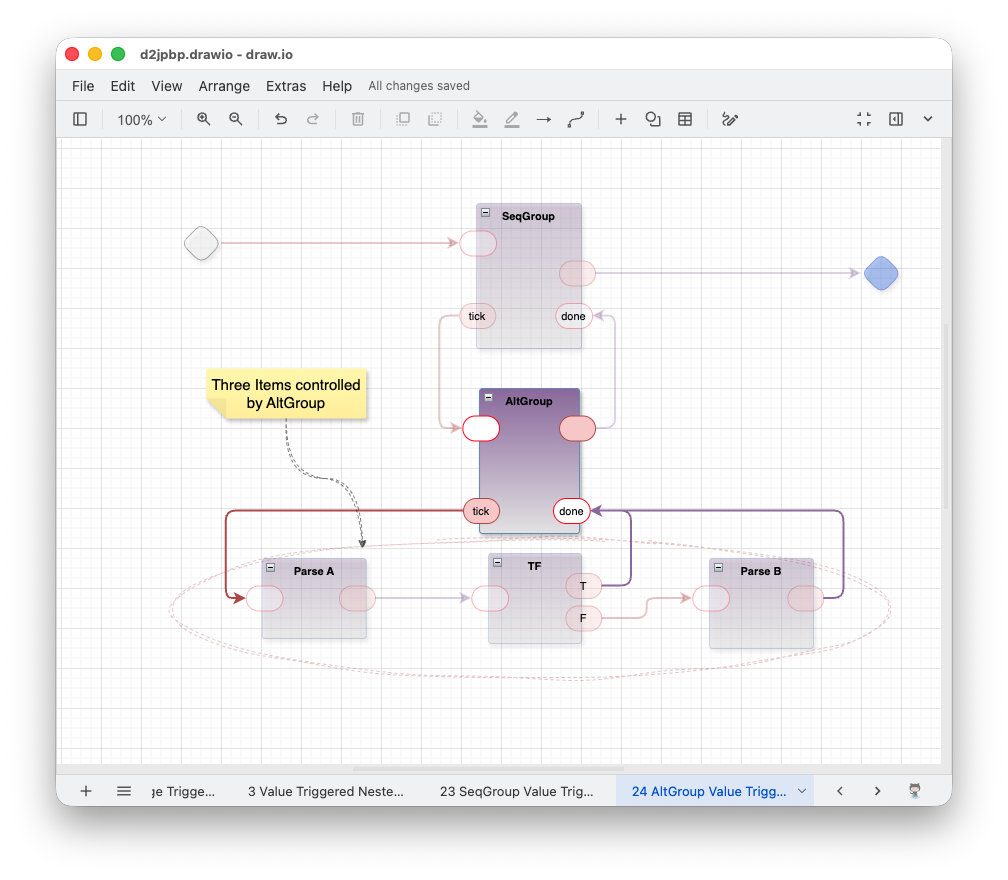 d2jpbp.drawio - draw.io
File Edit View Arrange Extras Help All changes saved
100%
SeqGroup
tick
done
Three Items controlled
by AltGroup
AltGroup
tick
done
Parse A
TF
T
F
Parse B
ge Trigge...
3 Value Triggered Neste...
23 SeqGroup Value Trig...
24 AltGroup Value Trigg...